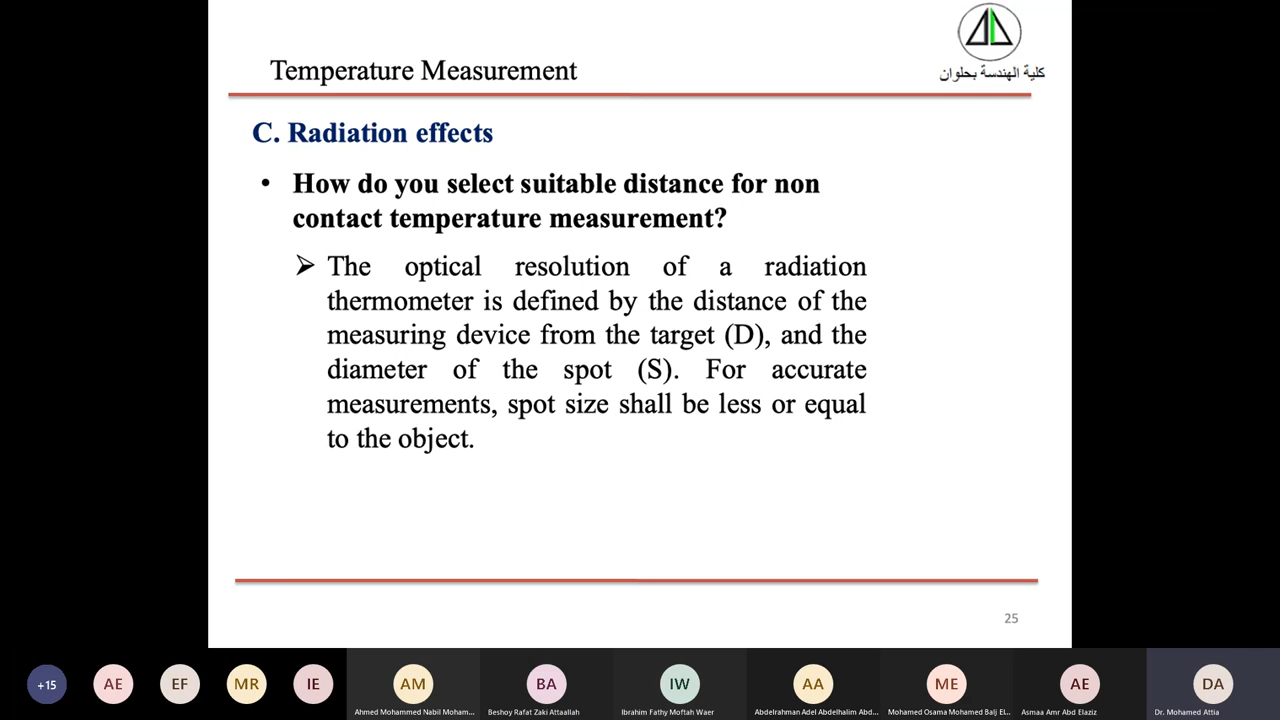 Temperature Measurement
كلية الهندسة بحلوان
C. Radiation effects
• How do you select suitable distance for non
contact temperature measurement?
➢ The optical resolution of a radiation
thermometer is defined by the distance of the
measuring device from the target (D), and the
diameter of the spot (S). For accurate
measurements, spot size shall be less or equal
to the object.
25
+15
AE
EF
MR
IE
AM
BA
IW
AA
ME
AE
DA
Ahmed Mohammed Nabil Moham...
Beshoy Rafat Zaki Attaallah
Ibrahim Fathy Moftah Waer
Abdelrahman Adel Abdelhalim Abd...
Mohamed Osama Mohamed Balj El...
Asmaa Amr Abd Elaziz
Dr. Mohamed Attia